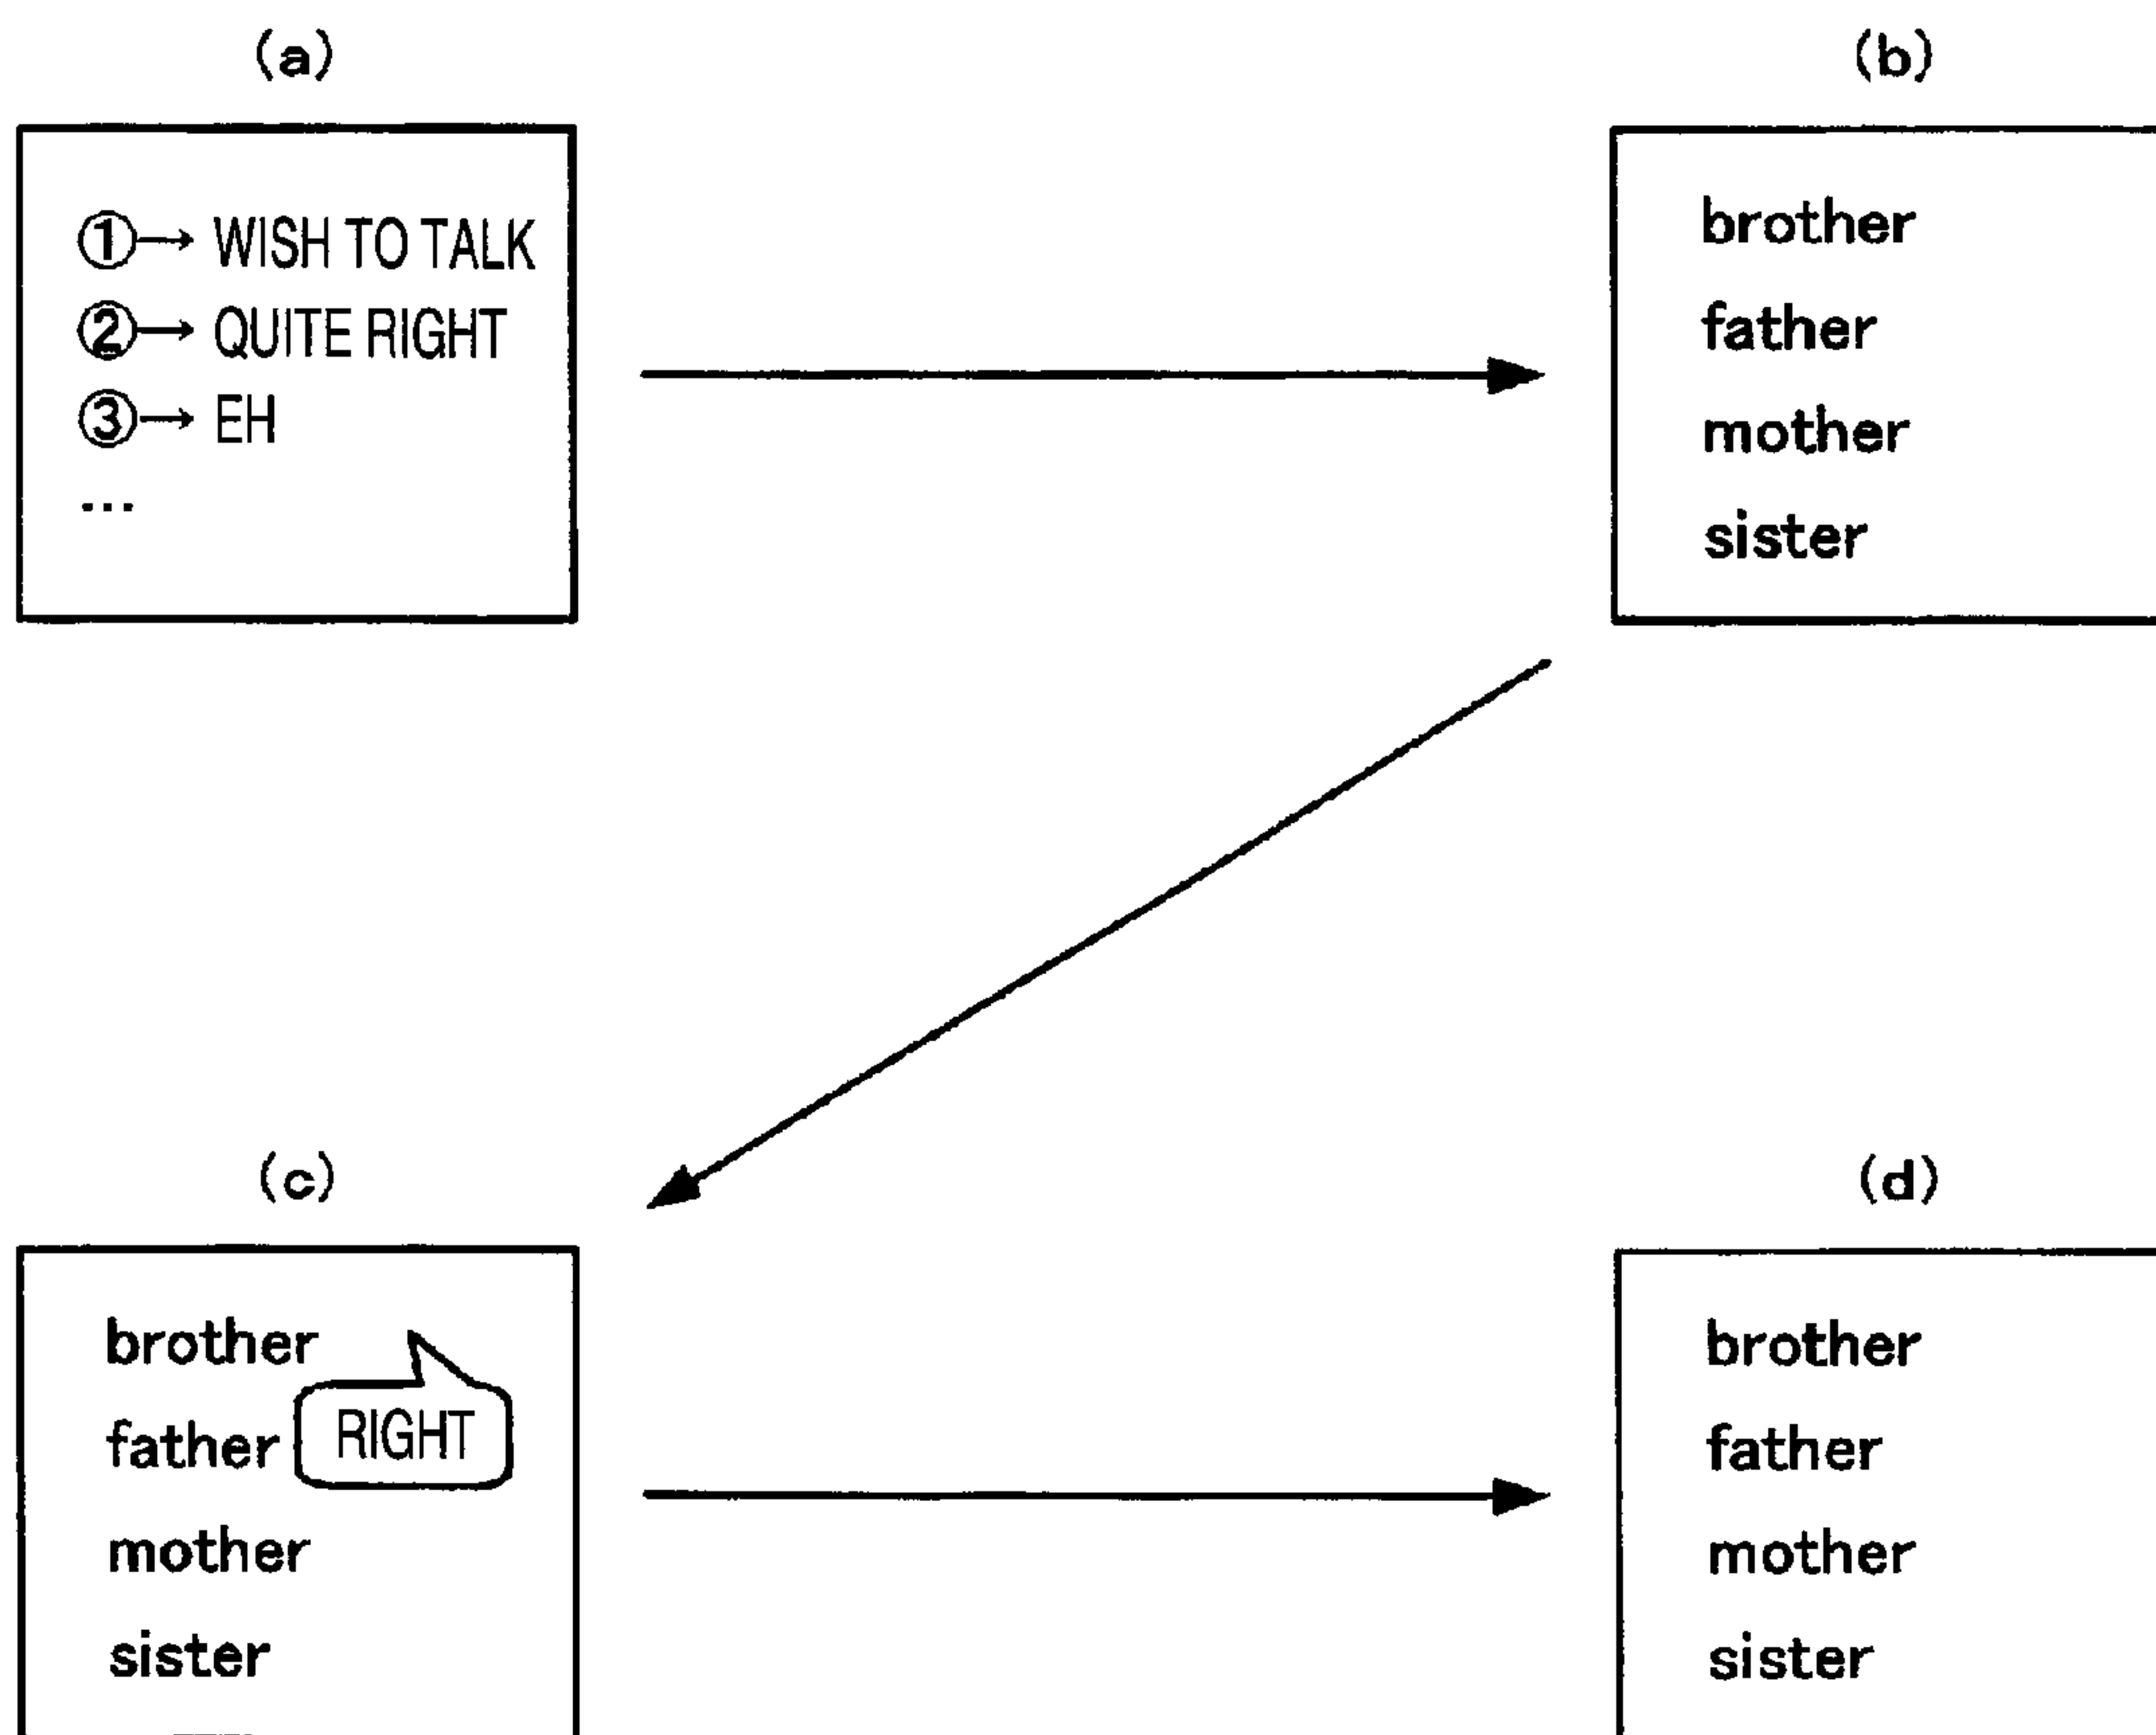 (a)
①→ WISH TO TALK
②→ QUITE RIGHT
③→ EH
...
(b)
brother
father
mother
sister
(c)
brother
father
RIGHT
mother
sister
(d)
brother
father
mother
sister